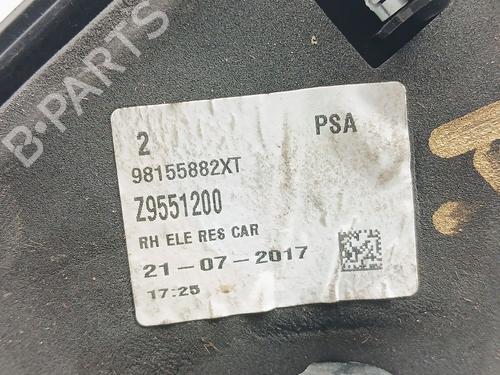 B-PARTS
2 PSA
98155882XT
Z9551200
RH ELE RES CAR
21-07-2017
17:25